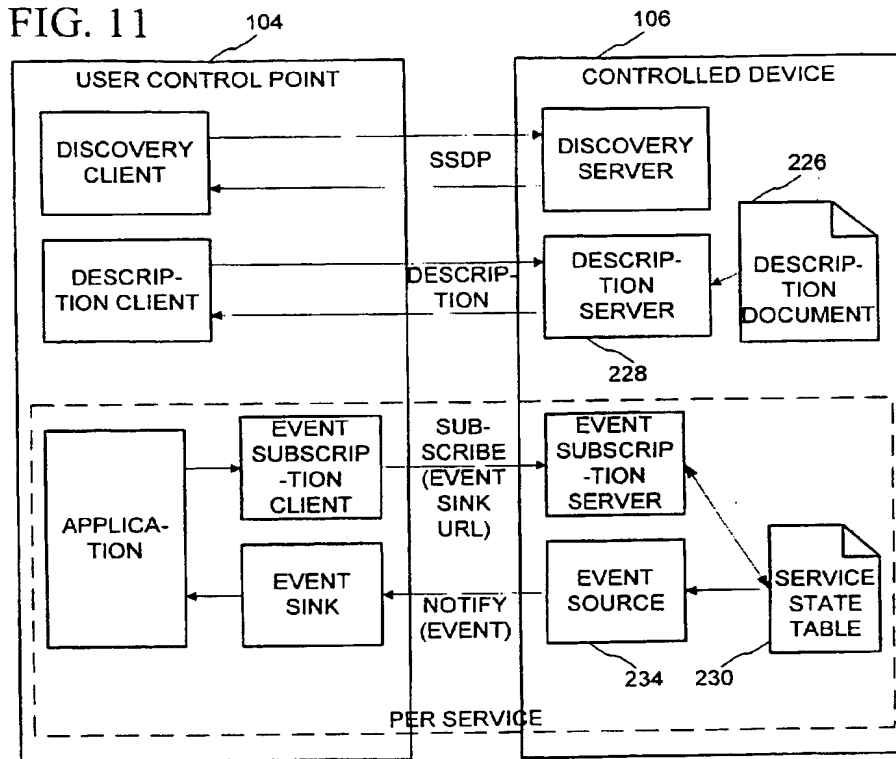 FIG. 11
104
106
USER CONTROL POINT
CONTROLLED DEVICE
DISCOVERY
CLIENT
SSDP
DISCOVERY
SERVER
226
DESCRIP-
TION CLIENT
DESCRIP-
TION
DESCRIP-
TION
SERVER
DESCRIP-
TION
DOCUMENT
228
APPLICA-
TION
EVENT
SUBSCRIP
-TION
CLIENT
SUB-
SCRIBE
(EVENT
SINK
URL)
EVENT
SUBSCRIP-
TION
SERVER
EVENT
SINK
NOTIFY
(EVENT)
EVENT
SOURCE
SERVICE
STATE
TABLE
234
230
PER SERVICE